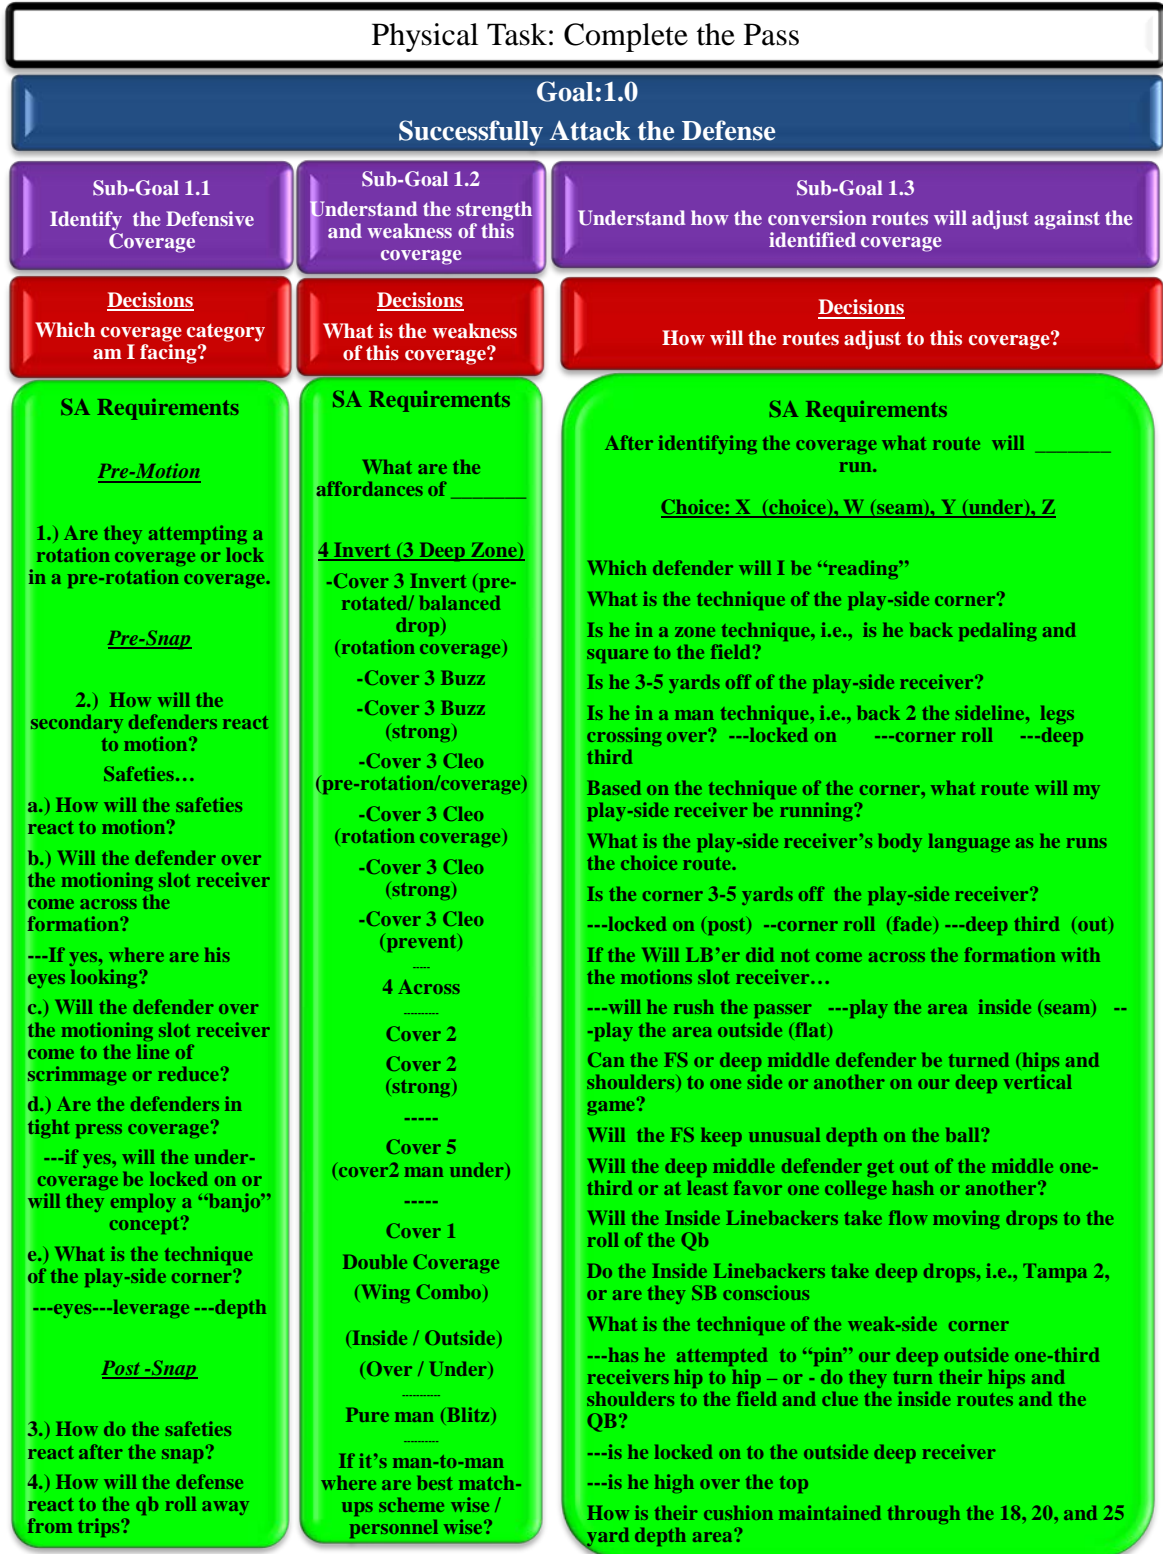 Physical Task: Complete the Pass
Goal:1.0
Successfully Attack the Defense
Sub-Goal 1.1
Identify the Defensive
Coverage
Decisions
Which coverage category
am I facing?
SA Requirements
Pre-Motion
1.) Are they attempting a
rotation coverage or lock
in a pre-rotation coverage.
Pre-Snap
2.) How will the
secondary defenders react
to motion?
Safeties…
a.) How will the safeties
react to motion?
b.) Will the defender over
the motioning slot receiver
come across the
formation?
---If yes, where are his
eyes looking?
c.) Will the defender over
the motioning slot receiver
come to the line of
scrimmage or reduce?
d.) Are the defenders in
tight press coverage?
---if yes, will the under-
coverage be locked on or
will they employ a “banjo”
concept?
e.) What is the technique
of the play-side corner?
---eyes---leverage ---depth
Post -Snap
3.) How do the safeties
react after the snap?
4.) How will the defense
react to the qb roll away
from trips?
Sub-Goal 1.2
Understand the strength
and weakness of this
coverage
Decisions
What is the weakness
of this coverage?
SA Requirements
What are the
affordances of _______
4 Invert (3 Deep Zone)
-Cover 3 Invert (pre-
rotated/ balanced
drop)
(rotation coverage)
-Cover 3 Buzz
-Cover 3 Buzz
(strong)
-Cover 3 Cleo
(pre-rotation/coverage)
-Cover 3 Cleo
(rotation coverage)
-Cover 3 Cleo
(strong)
-Cover 3 Cleo
(prevent)
-----
4 Across
----------
Cover 2
Cover 2
(strong)
-----
Cover 5
(cover2 man under)
-----
Cover 1
Double Coverage
(Wing Combo)
(Inside / Outside)
(Over / Under)
-----------
Pure man (Blitz)
----------
If it’s man-to-man
where are best match-
ups scheme wise /
personnel wise?
Sub-Goal 1.3
Understand how the conversion routes will adjust against the
identified coverage
Decisions
How will the routes adjust to this coverage?
SA Requirements
After identifying the coverage what route will _______
run.
Choice: X (choice), W (seam), Y (under), Z
Which defender will I be “reading”
What is the technique of the play-side corner?
Is he in a zone technique, i.e., is he back pedaling and
square to the field?
Is he 3-5 yards off of the play-side receiver?
Is he in a man technique, i.e., back 2 the sideline, legs
crossing over? ---locked on ---corner roll ---deep
third
Based on the technique of the corner, what route will my
play-side receiver be running?
What is the play-side receiver’s body language as he runs
the choice route.
Is the corner 3-5 yards off the play-side receiver?
---locked on (post) --corner roll (fade) ---deep third (out)
If the Will LB’er did not come across the formation with
the motions slot receiver…
---will he rush the passer ---play the area inside (seam) --
-play the area outside (flat)
Can the FS or deep middle defender be turned (hips and
shoulders) to one side or another on our deep vertical
game?
Will the FS keep unusual depth on the ball?
Will the deep middle defender get out of the middle one-
third or at least favor one college hash or another?
Will the Inside Linebackers take flow moving drops to the
roll of the Qb
Do the Inside Linebackers take deep drops, i.e., Tampa 2,
or are they SB conscious
What is the technique of the weak-side corner
---has he attempted to “pin” our deep outside one-third
receivers hip to hip – or - do they turn their hips and
shoulders to the field and clue the inside routes and the
QB?
---is he locked on to the outside deep receiver
---is he high over the top
How is their cushion maintained through the 18, 20, and 25
yard depth area?